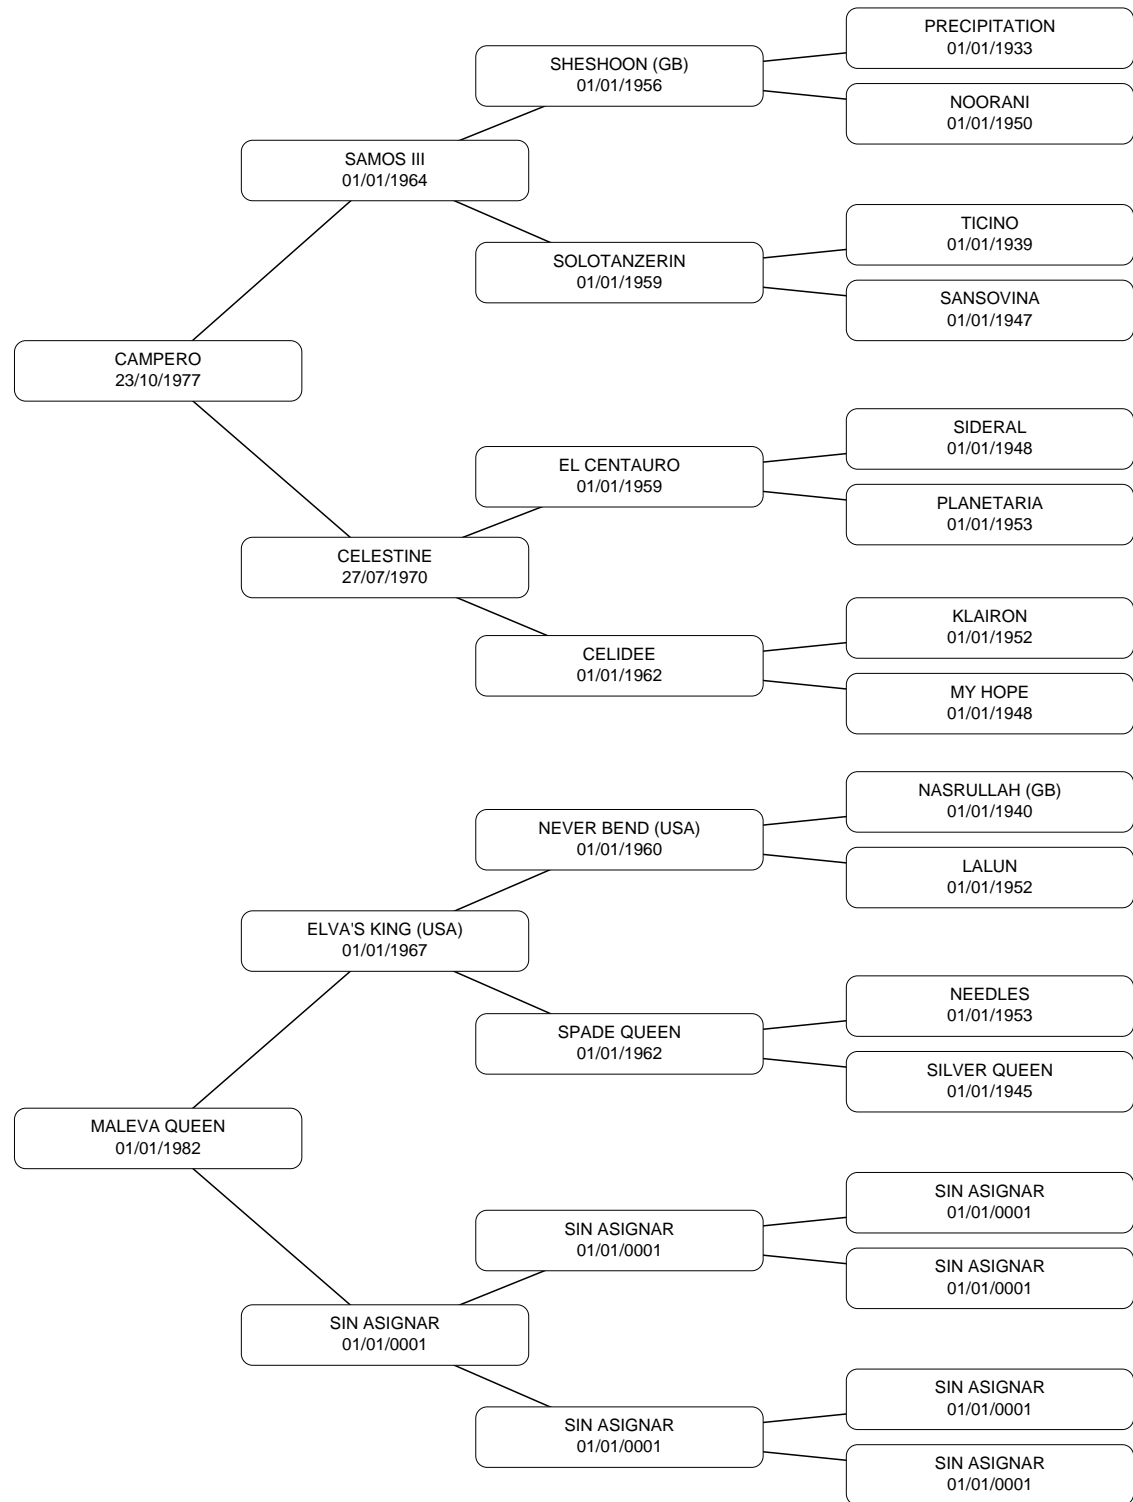 PRECIPITATION
01/01/1933
SHESHOON (GB)
01/01/1956
NOORANI
01/01/1950
SAMOS III
01/01/1964
TICINO
01/01/1939
SOLOTANZERIN
01/01/1959
SANSOVINA
01/01/1947
CAMPERO
23/10/1977
SIDERAL
01/01/1948
EL CENTAURO
01/01/1959
PLANETARIA
01/01/1953
CELESTINE
27/07/1970
KLAIRON
01/01/1952
CELIDEE
01/01/1962
MY HOPE
01/01/1948
NASRULLAH (GB)
01/01/1940
NEVER BEND (USA)
01/01/1960
LALUN
01/01/1952
ELVA'S KING (USA)
01/01/1967
NEEDLES
01/01/1953
SPADE QUEEN
01/01/1962
SILVER QUEEN
01/01/1945
MALEVA QUEEN
01/01/1982
SIN ASIGNAR
01/01/0001
SIN ASIGNAR
01/01/0001
SIN ASIGNAR
01/01/0001
SIN ASIGNAR
01/01/0001
SIN ASIGNAR
01/01/0001
SIN ASIGNAR
01/01/0001
SIN ASIGNAR
01/01/0001